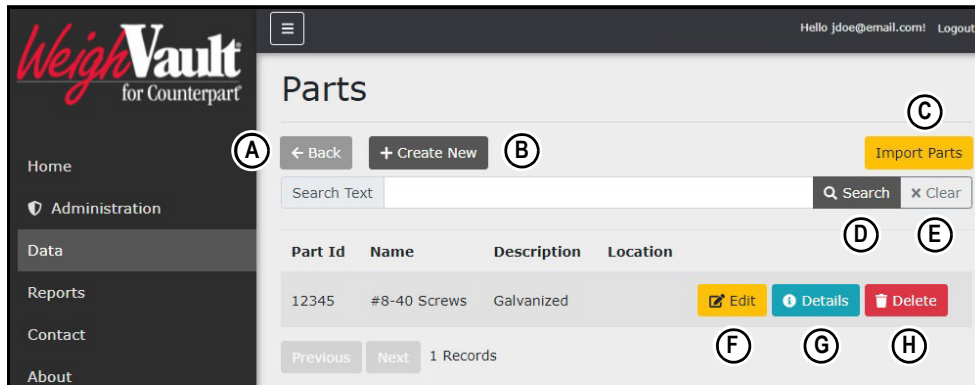 WeighVault
for Counterpart
☰
Hello jdoe@email.com! Logout
Home
Administration
Data
Reports
Contact
About
Parts
C
A
← Back
+ Create New
B
Import Parts
Search Text
Search
× Clear
D
E
Part Id Name Description Location
12345 #8-40 Screws Galvanized Edit Details Delete
F
G
H
Previous Next 1 Records